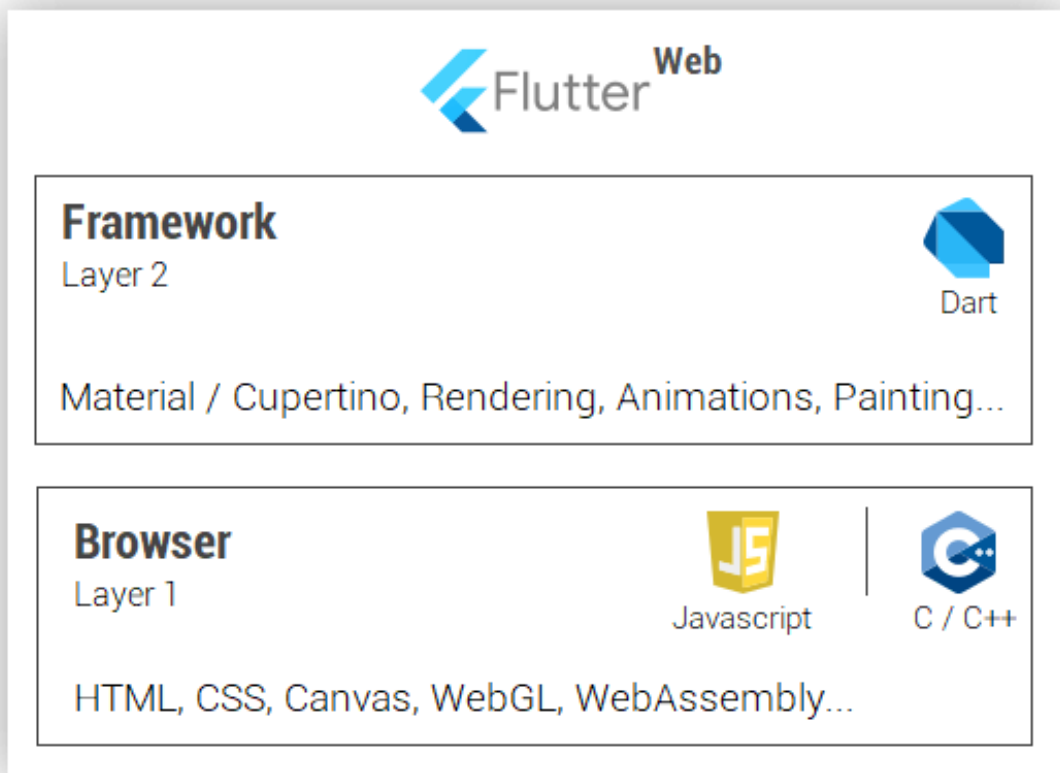 Flutter Web
Framework
Layer 2
Dart
Material / Cupertino, Rendering, Animations, Painting...
Browser
Layer 1
JS
Javascript
C++
C / C++
HTML, CSS, Canvas, WebGL, WebAssembly...